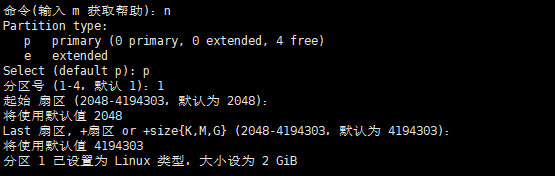 命令(输入 m 获取帮助)：n
Partition type:
   p   primary (0 primary, 0 extended, 4 free)
   e   extended
Select (default p): p
分区号 (1-4，默认 1)：1
起始 扇区 (2048-4194303，默认为 2048)：
将使用默认值 2048
Last 扇区, +扇区 or +size{K,M,G} (2048-4194303，默认为 4194303)：
将使用默认值 4194303
分区 1 已设置为 Linux 类型，大小设为 2 GiB